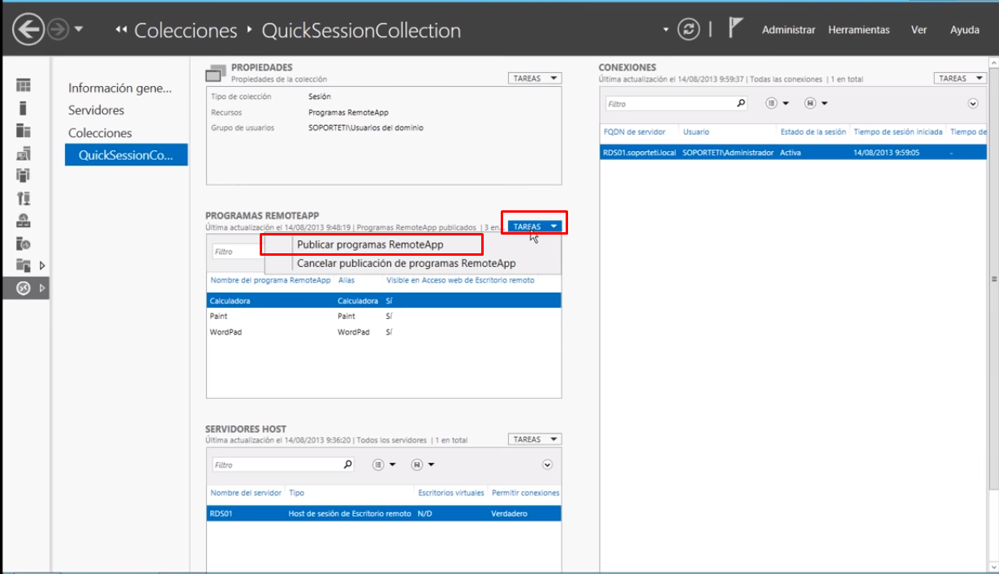 Colecciones QuickSessionCollection
Administrar Herramientas Ver Ayuda
Información gene...
Servidores
Colecciones
QuickSessionCo...
PROPIEDADES
Propiedades de la colección
TAREAS
Tipo de colección Sesión
Recursos Programas RemoteApp
Grupo de usuarios SOPORTETI\Usuarios del dominio
PROGRAMAS REMOTEAPP
Última actualización el 14/08/2013 9:48:19 | Programas RemoteApp publicados | 3 en...
TAREAS
Filtro
Publicar programas RemoteApp
Cancelar publicación de programas RemoteApp
Nombre del programa RemoteApp Alias Visible en Acceso web de Escritorio remoto
Calculadora Calculadora Sí
Paint Paint Sí
WordPad WordPad Sí
SERVIDORES HOST
Última actualización el 14/08/2013 9:36:20 | Todos los servidores | 1 en total
TAREAS
Filtro
Nombre del servidor Tipo Escritorios virtuales Permitir conexiones
RDS01 Host de sesión de Escritorio remoto N/D Verdadero
CONEXIONES
Última actualización el 14/08/2013 9:59:37 | Todas las conexiones | 1 en total
TAREAS
Filtro
FQDN de servidor Usuario Estado de la sesión Tiempo de sesión iniciada Tiempo de
RDS01.soporteti.local SOPORTETI\Administrador Activa 14/08/2013 9:59:05 -